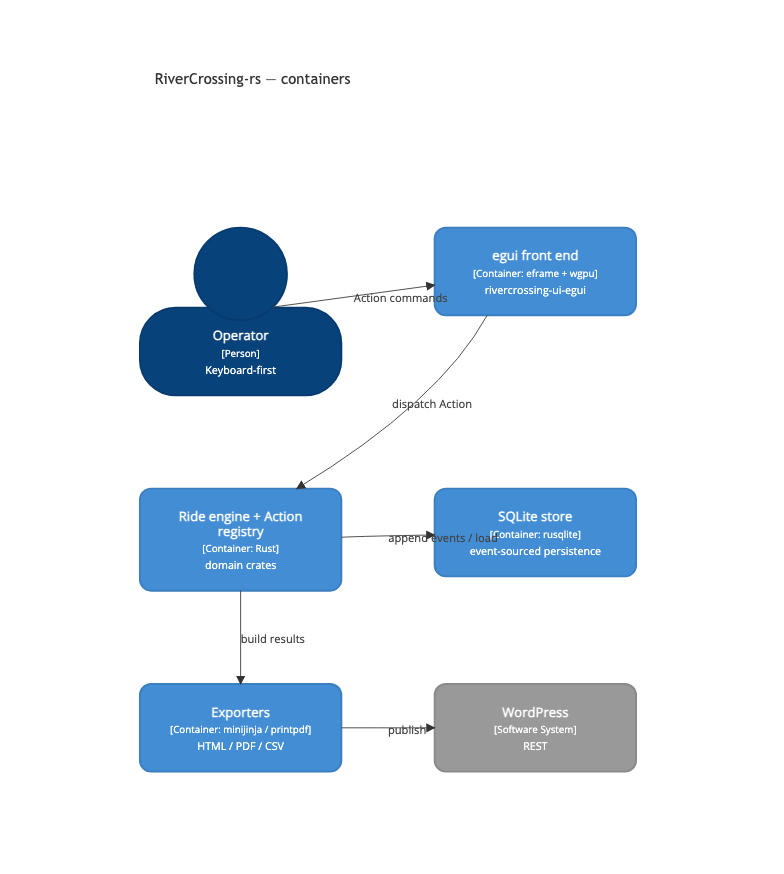 RiverCrossing-rs — containers
egui front end
[Container: eframe + wgpu]
rivercrossing-ui-egui
Action commands
Operator
[Person]
Keyboard-first
dispatch Action
Ride engine + Action
registry
[Container: Rust]
domain crates
append events / load
SQLite store
[Container: rusqlite]
event-sourced persistence
build results
Exporters
[Container: minijinja / printpdf]
HTML / PDF / CSV
publish
WordPress
[Software System]
REST